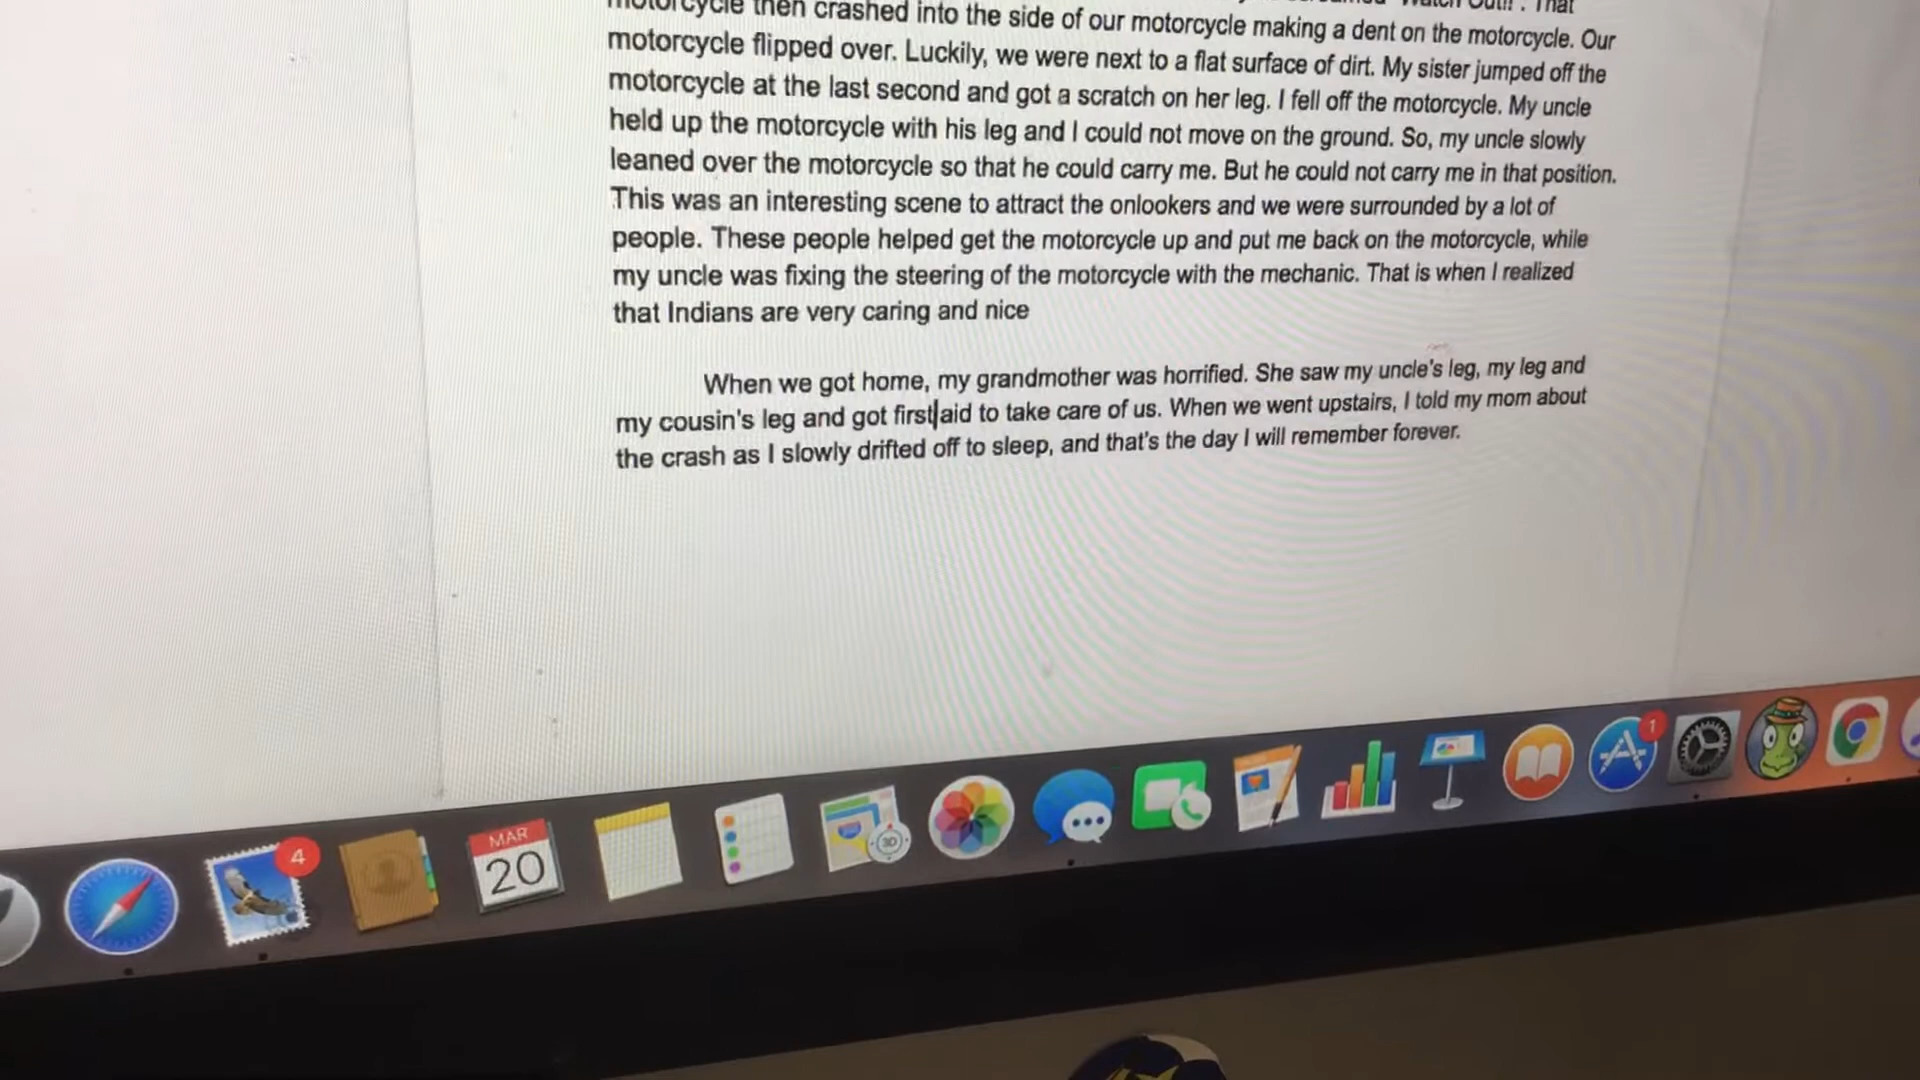 motorcycle then crashed into the side of our motorcycle making a dent on the motorcycle. Our
motorcycle flipped over. Luckily, we were next to a flat surface of dirt. My sister jumped off the
motorcycle at the last second and got a scratch on her leg. I fell off the motorcycle. My uncle
held up the motorcycle with his leg and I could not move on the ground. So, my uncle slowly
leaned over the motorcycle so that he could carry me. But he could not carry me in that position.
This was an interesting scene to attract the onlookers and we were surrounded by a lot of
people. These people helped get the motorcycle up and put me back on the motorcycle, while
my uncle was fixing the steering of the motorcycle with the mechanic. That is when I realized
that Indians are very caring and nice
When we got home, my grandmother was horrified. She saw my uncle's leg, my leg and
my cousin's leg and got first aid to take care of us. When we went upstairs, I told my mom about
the crash as I slowly drifted off to sleep, and that's the day I will remember forever.
4
MAR
20
3D
1